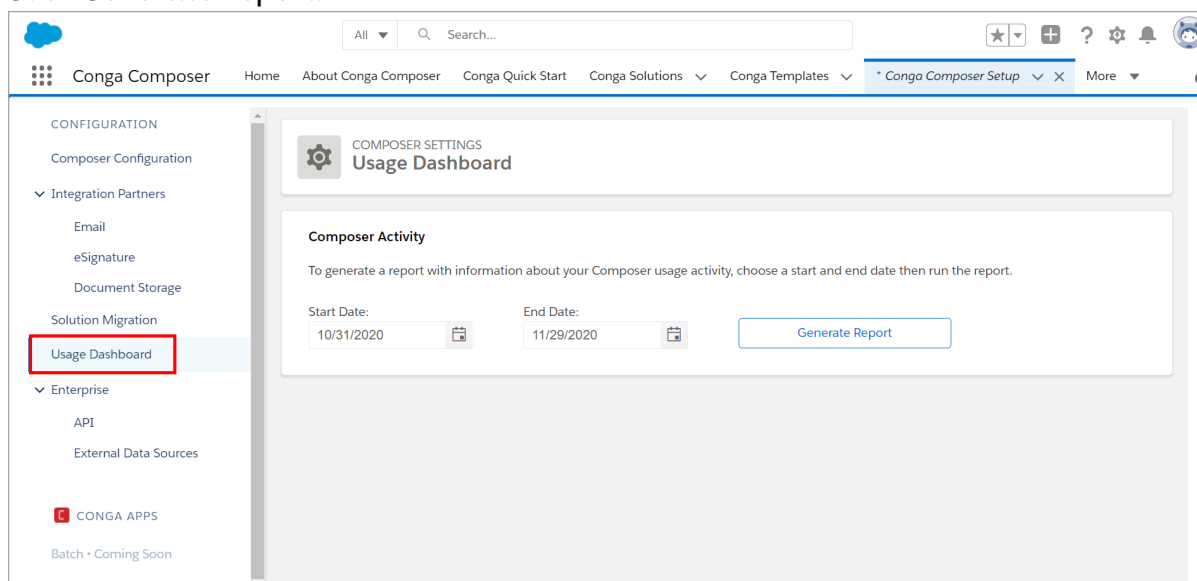 All
Search...
Conga Composer
Home
About Conga Composer
Conga Quick Start
Conga Solutions
Conga Templates
* Conga Composer Setup
More
CONFIGURATION
Composer Configuration
Integration Partners
Email
eSignature
Document Storage
Solution Migration
Usage Dashboard
Enterprise
API
External Data Sources
CONGA APPS
Batch • Coming Soon
COMPOSER SETTINGS
Usage Dashboard
Composer Activity
To generate a report with information about your Composer usage activity, choose a start and end date then run the report.
Start Date:
End Date:
10/31/2020
11/29/2020
Generate Report